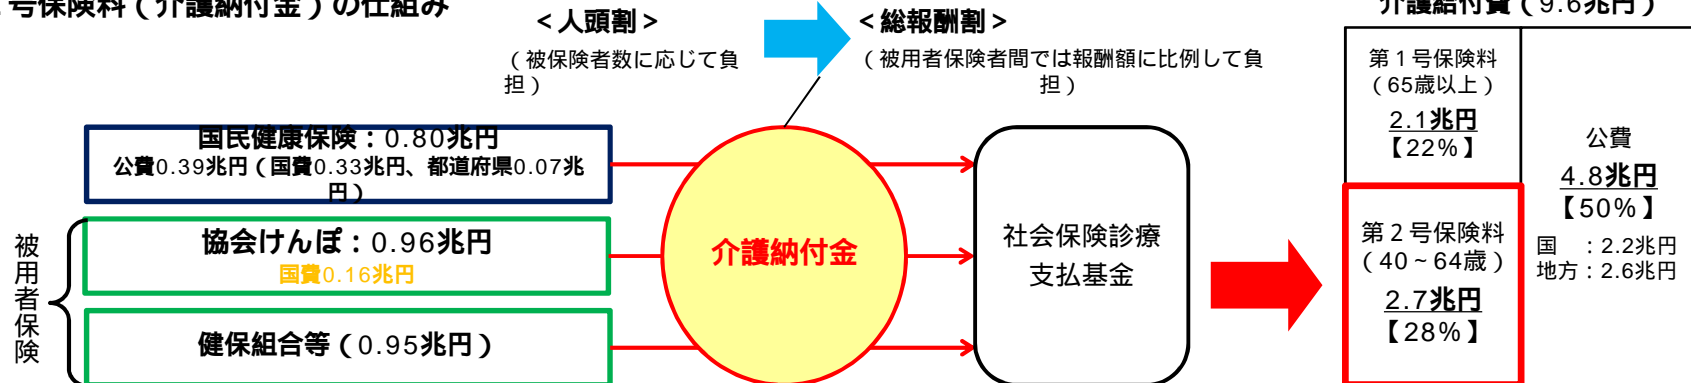 号保険料(介護納付金)の仕組み
<人頭割>
(被保険者数に応じて負
担)
<総報酬割>
(被用者保険者間では報酬額に比例して負
担)
国民健康保険:0.80兆円
公費0.39兆円(国費0.33兆円、都道府県0.07兆
円)
被用者保険
協会けんぽ:0.96兆円
国費0.16兆円
健保組合等(0.95兆円)
介護納付金
社会保険診療
支払基金
介護給付費(9.6兆円)
第1号保険料
(65歳以上)
2.1兆円
【22%】
第2号保険料
(40~64歳)
2.7兆円
【28%】
公費
4.8兆円
【50%】
国 :2.2兆円
地方:2.6兆円